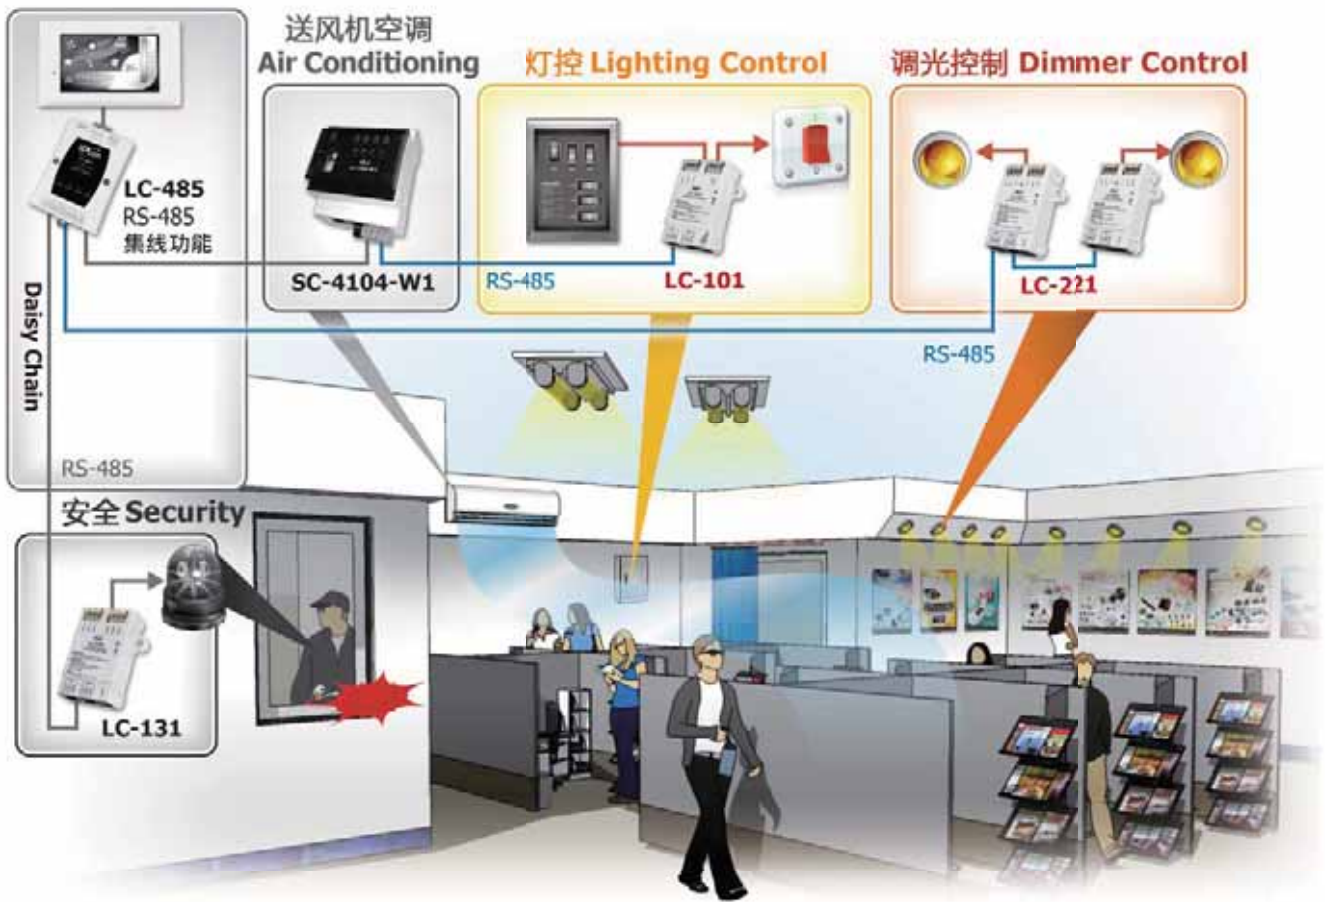 送风机空调
Air Conditioning
灯控 Lighting Control
调光控制 Dimmer Control
LC-485
RS-485
集线功能
SC-4104-W1
RS-485
LC-101
LC-221
RS-485
Daisy Chain
RS-485
安全 Security
LC-131